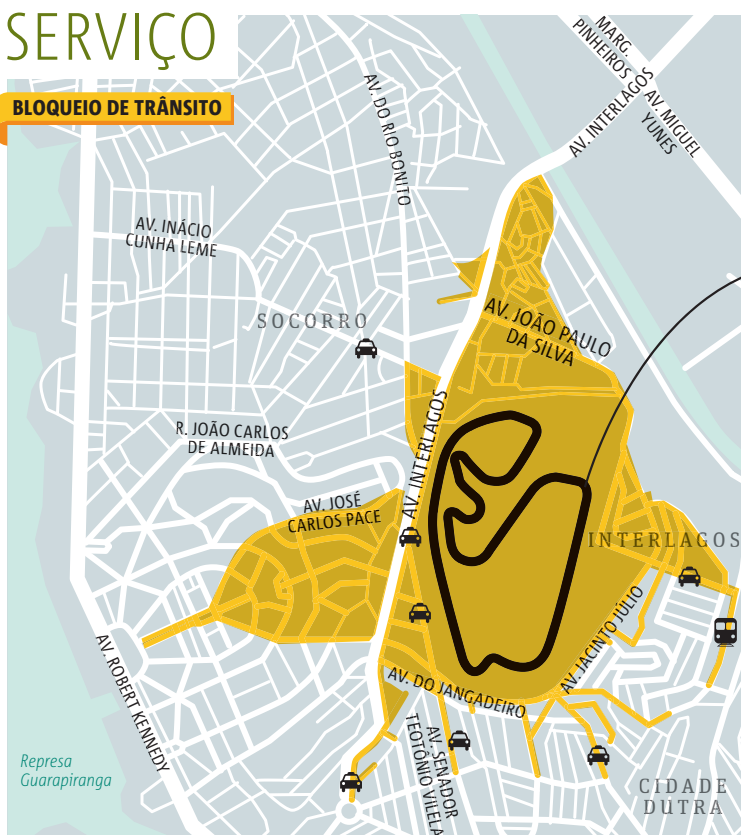 SERVIÇO
BLOQUEIO DE TRÂNSITO
MARG.
PINHEIROS
AV. MIGUEL
YUNES
AV. INTERLAGOS
AV. DO RIO BONITO
AV. INÁCIO
CUNHA LEME
SOCORRO
AV. JOÃO PAULO
DA SILVA
R. JOÃO CARLOS
DE ALMEIDA
AV. INTERLAGOS
AV. JOSÉ
CARLOS PACE
INTERLAGOS
AV. JACINTO JÚLIO
AV. DO JANGADEIRO
AV. ROBERT KENNEDY
AV. SENADOR
TEOTÔNIO VILELA
Represa
Guarapiranga
CIDADE
DUTRA